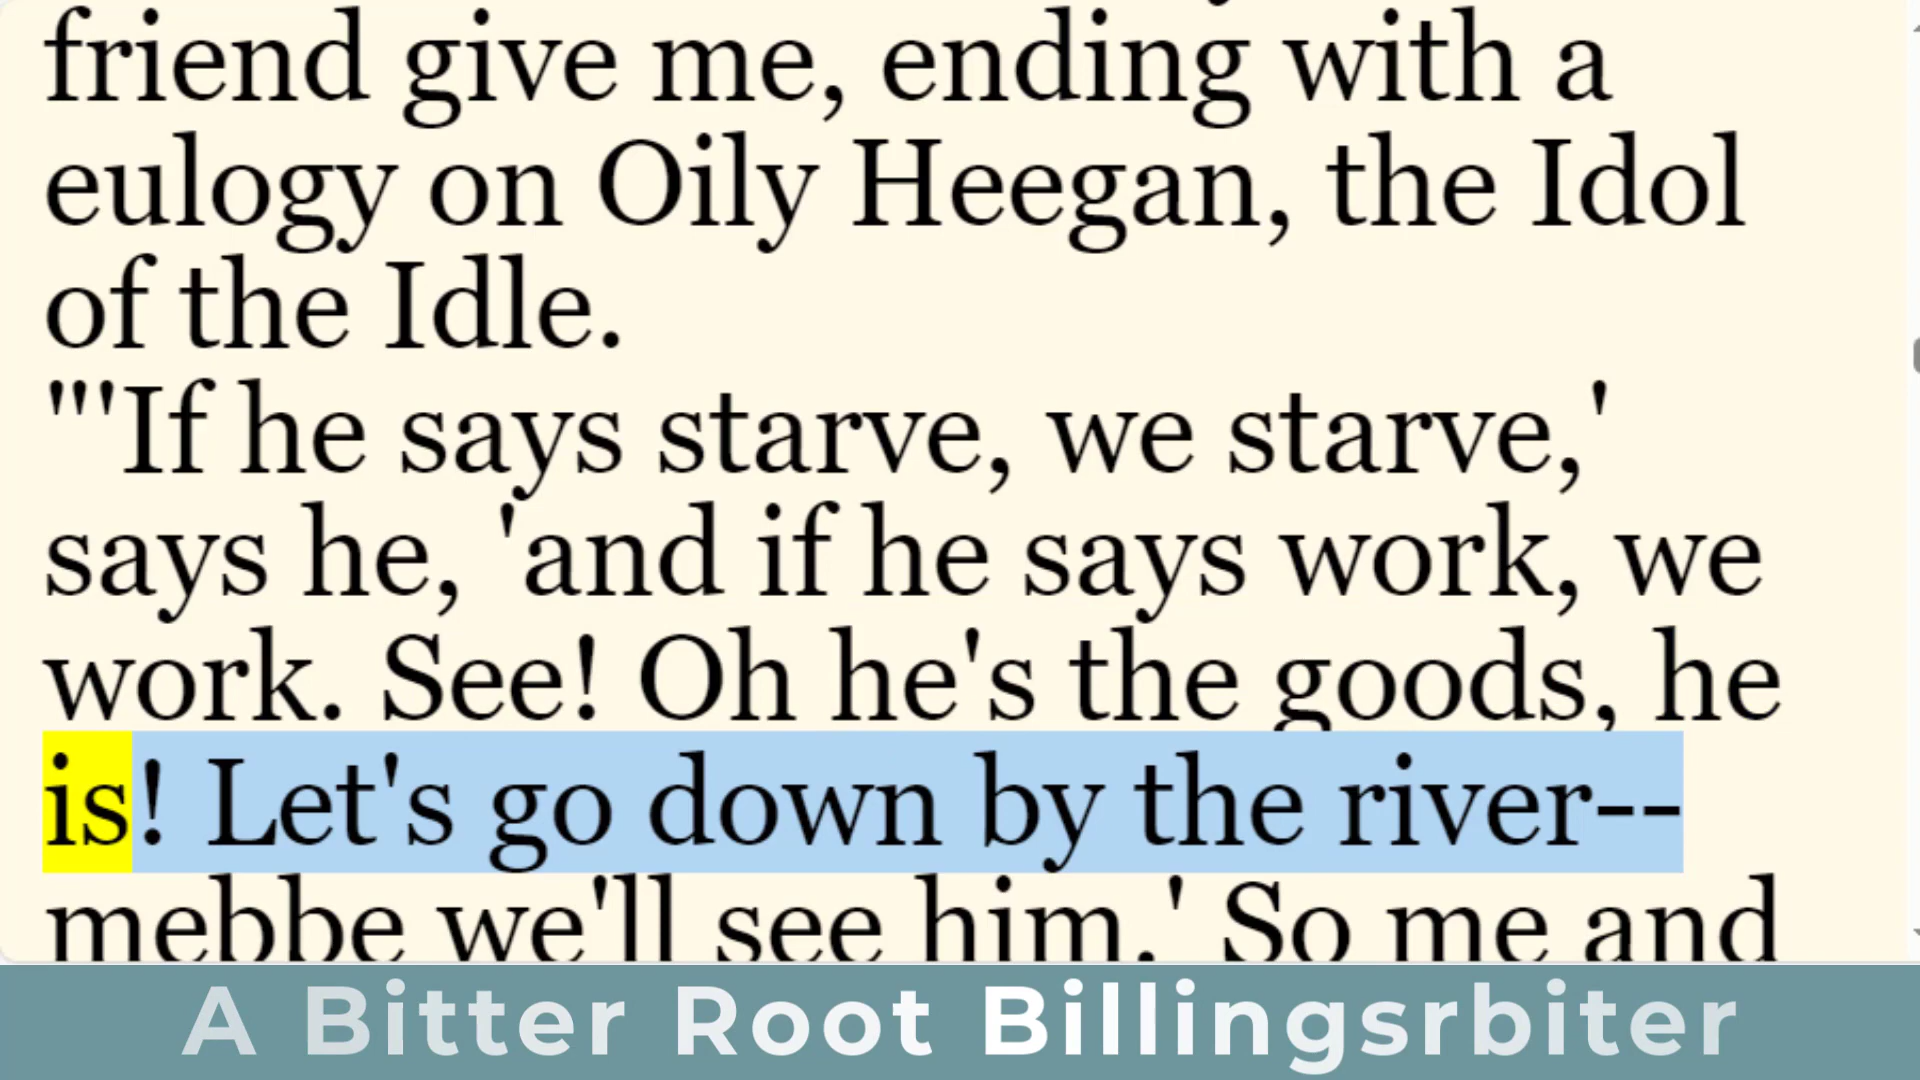 friend give me, ending with a
eulogy on Oily Heegan, the Idol
of the Idle.
"'If he says starve, we starve,'
says he, 'and if he says work, we
work. See! Oh he's the goods, he
is! Let's go down by the river--
mebbe we'll see him.' So me and
A Bitter Root Billingsrbiter